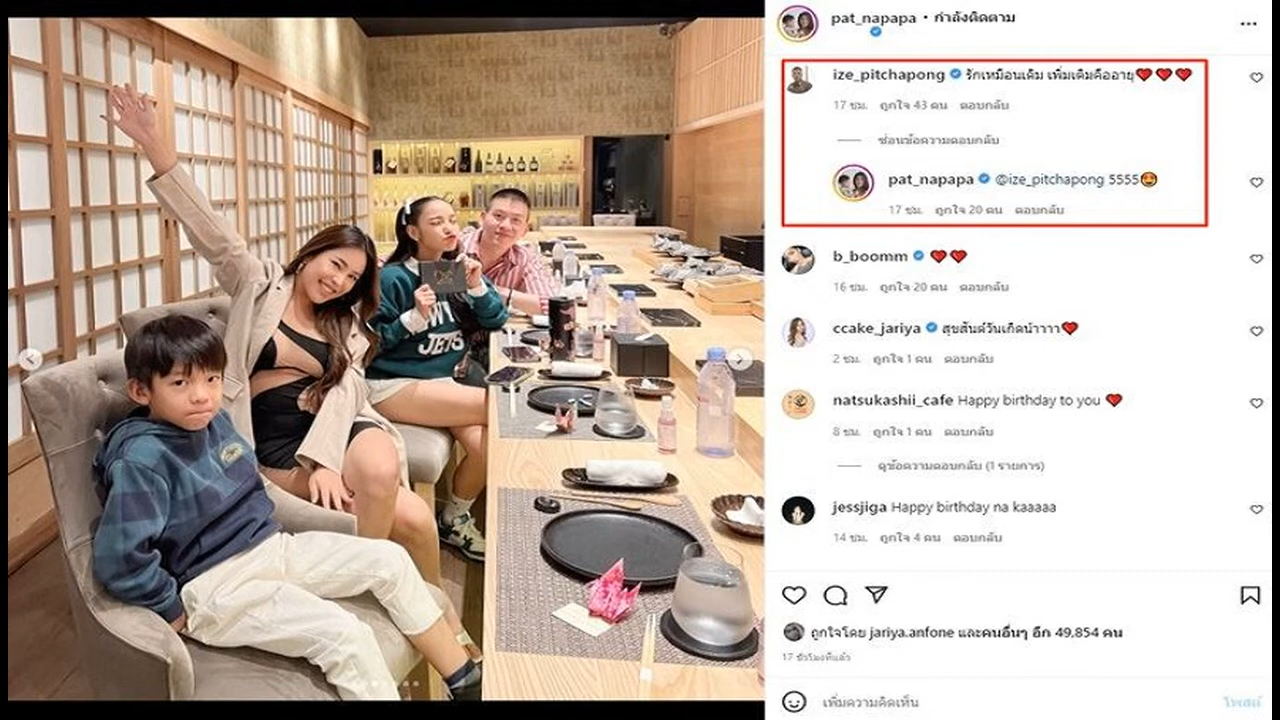 pat_napapa • กำลังติดตาม
ize_pitchapong รักเหมือนเดิม เพิ่มเติมคืออายุ❤️❤️❤️
17 ชม. ถูกใจ 43 คน ตอบกลับ
ซ่อนข้อความตอบกลับ
pat_napapa @ize_pitchapong 5555🤩
17 ชม. ถูกใจ 20 คน ตอบกลับ
b_boomm ❤️❤️
16 ชม. ถูกใจ 20 คน ตอบกลับ
ccake_jariya สุขสันต์วันเกิดน้าาาา❤️
2 ชม. ถูกใจ 1 คน ตอบกลับ
natsukashii_cafe Happy birthday to you ❤️
8 ชม. ถูกใจ 1 คน ตอบกลับ
ดูข้อความตอบกลับ (1 รายการ)
jessjiga Happy birthday na kaaaaa
14 ชม. ถูกใจ 4 คน ตอบกลับ
ถูกใจโดย jariya.anfone และคนอื่นๆ อีก 49,854 คน
17 ชั่วโมงที่แล้ว
เพิ่มความคิดเห็น
โพสต์
JETS